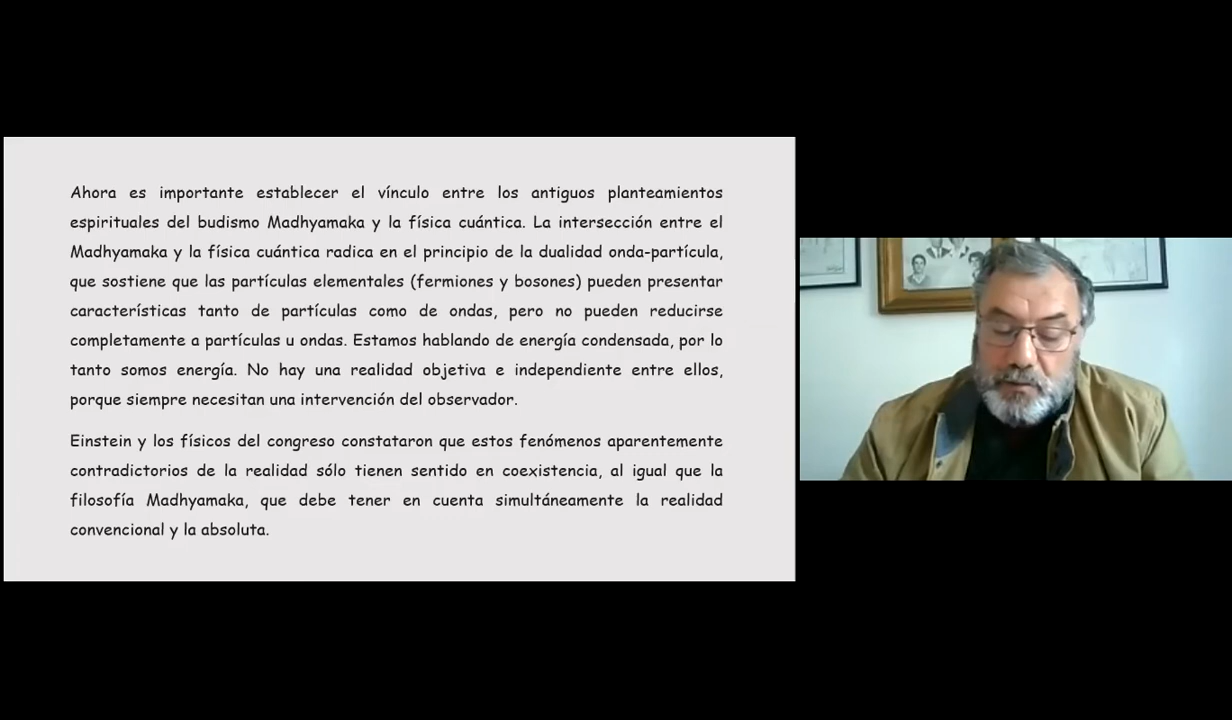 Ahora es importante establecer el vínculo entre los antiguos planteamientos
espirituales del budismo Madhyamaka y la física cuántica. La intersección entre el
Madhyamaka y la física cuántica radica en el principio de la dualidad onda-partícula,
que sostiene que las partículas elementales (fermiones y bosones) pueden presentar
características tanto de partículas como de ondas, pero no pueden reducirse
completamente a partículas u ondas. Estamos hablando de energía condensada, por lo
tanto somos energía. No hay una realidad objetiva e independiente entre ellos,
porque siempre necesitan una intervención del observador.
Einstein y los físicos del congreso constataron que estos fenómenos aparentemente
contradictorios de la realidad sólo tienen sentido en coexistencia, al igual que la
filosofía Madhyamaka, que debe tener en cuenta simultáneamente la realidad
convencional y la absoluta.